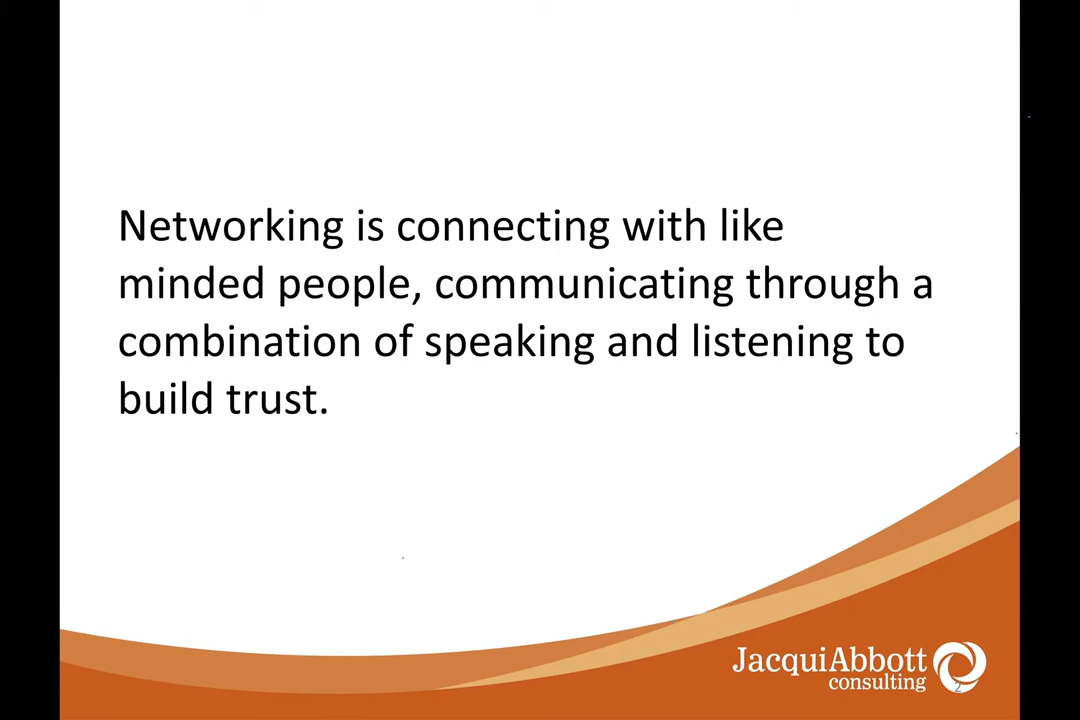 Networking is connecting with like
minded people, communicating through a
combination of speaking and listening to
build trust.
JacquiAbbott
consulting
2